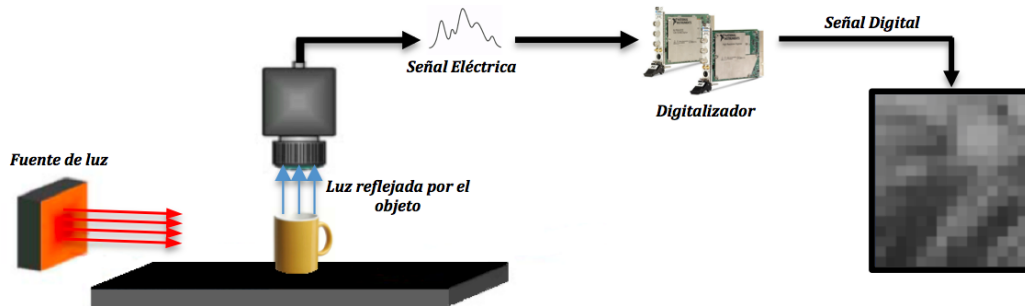 Fuente de luz
Luz reflejada por el
objeto
Señal Eléctrica
Digitalizador
Señal Digital